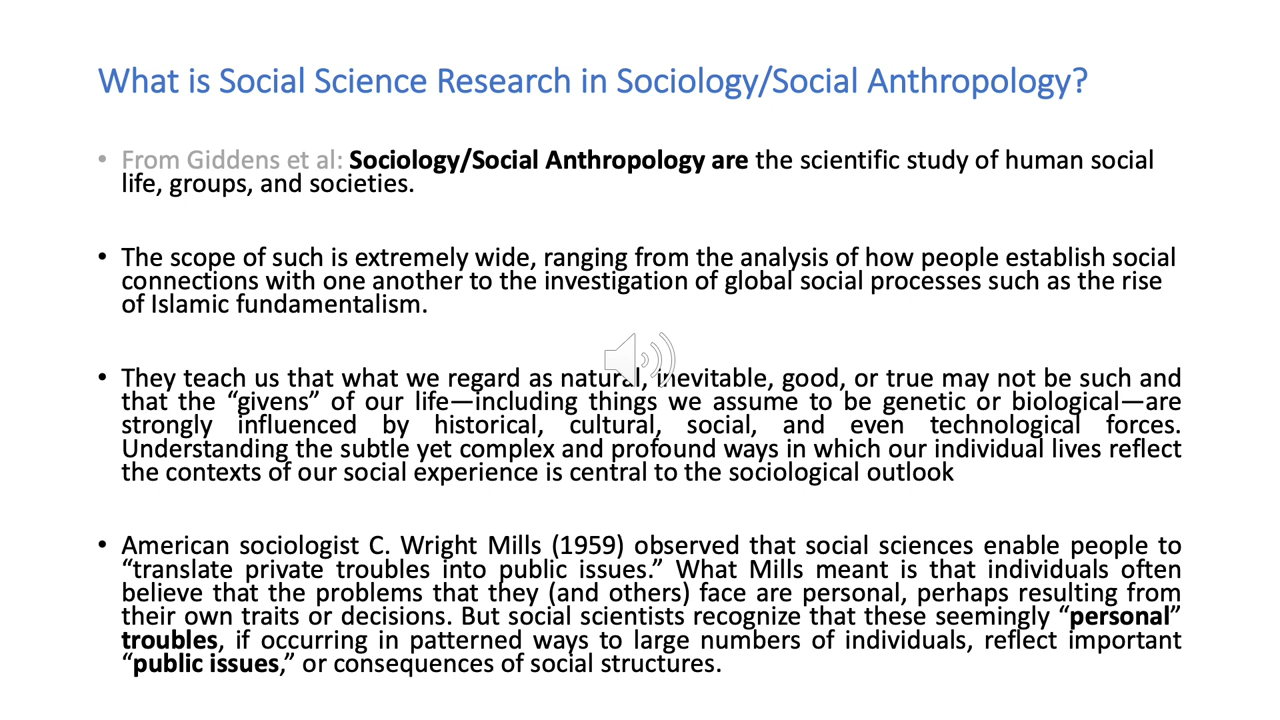 What is Social Science Research in Sociology/Social Anthropology?
• From Giddens et al: Sociology/Social Anthropology are the scientific study of human social
life, groups, and societies.
• The scope of such is extremely wide, ranging from the analysis of how people establish social
connections with one another to the investigation of global social processes such as the rise
of Islamic fundamentalism.
• They teach us that what we regard as natural, inevitable, good, or true may not be such and
that the “givens” of our life—including things we assume to be genetic or biological—are
strongly influenced by historical, cultural, social, and even technological forces.
Understanding the subtle yet complex and profound ways in which our individual lives reflect
the contexts of our social experience is central to the sociological outlook
• American sociologist C. Wright Mills (1959) observed that social sciences enable people to
“translate private troubles into public issues.” What Mills meant is that individuals often
believe that the problems that they (and others) face are personal, perhaps resulting from
their own traits or decisions. But social scientists recognize that these seemingly “personal”
troubles, if occurring in patterned ways to large numbers of individuals, reflect important
“public issues,” or consequences of social structures.